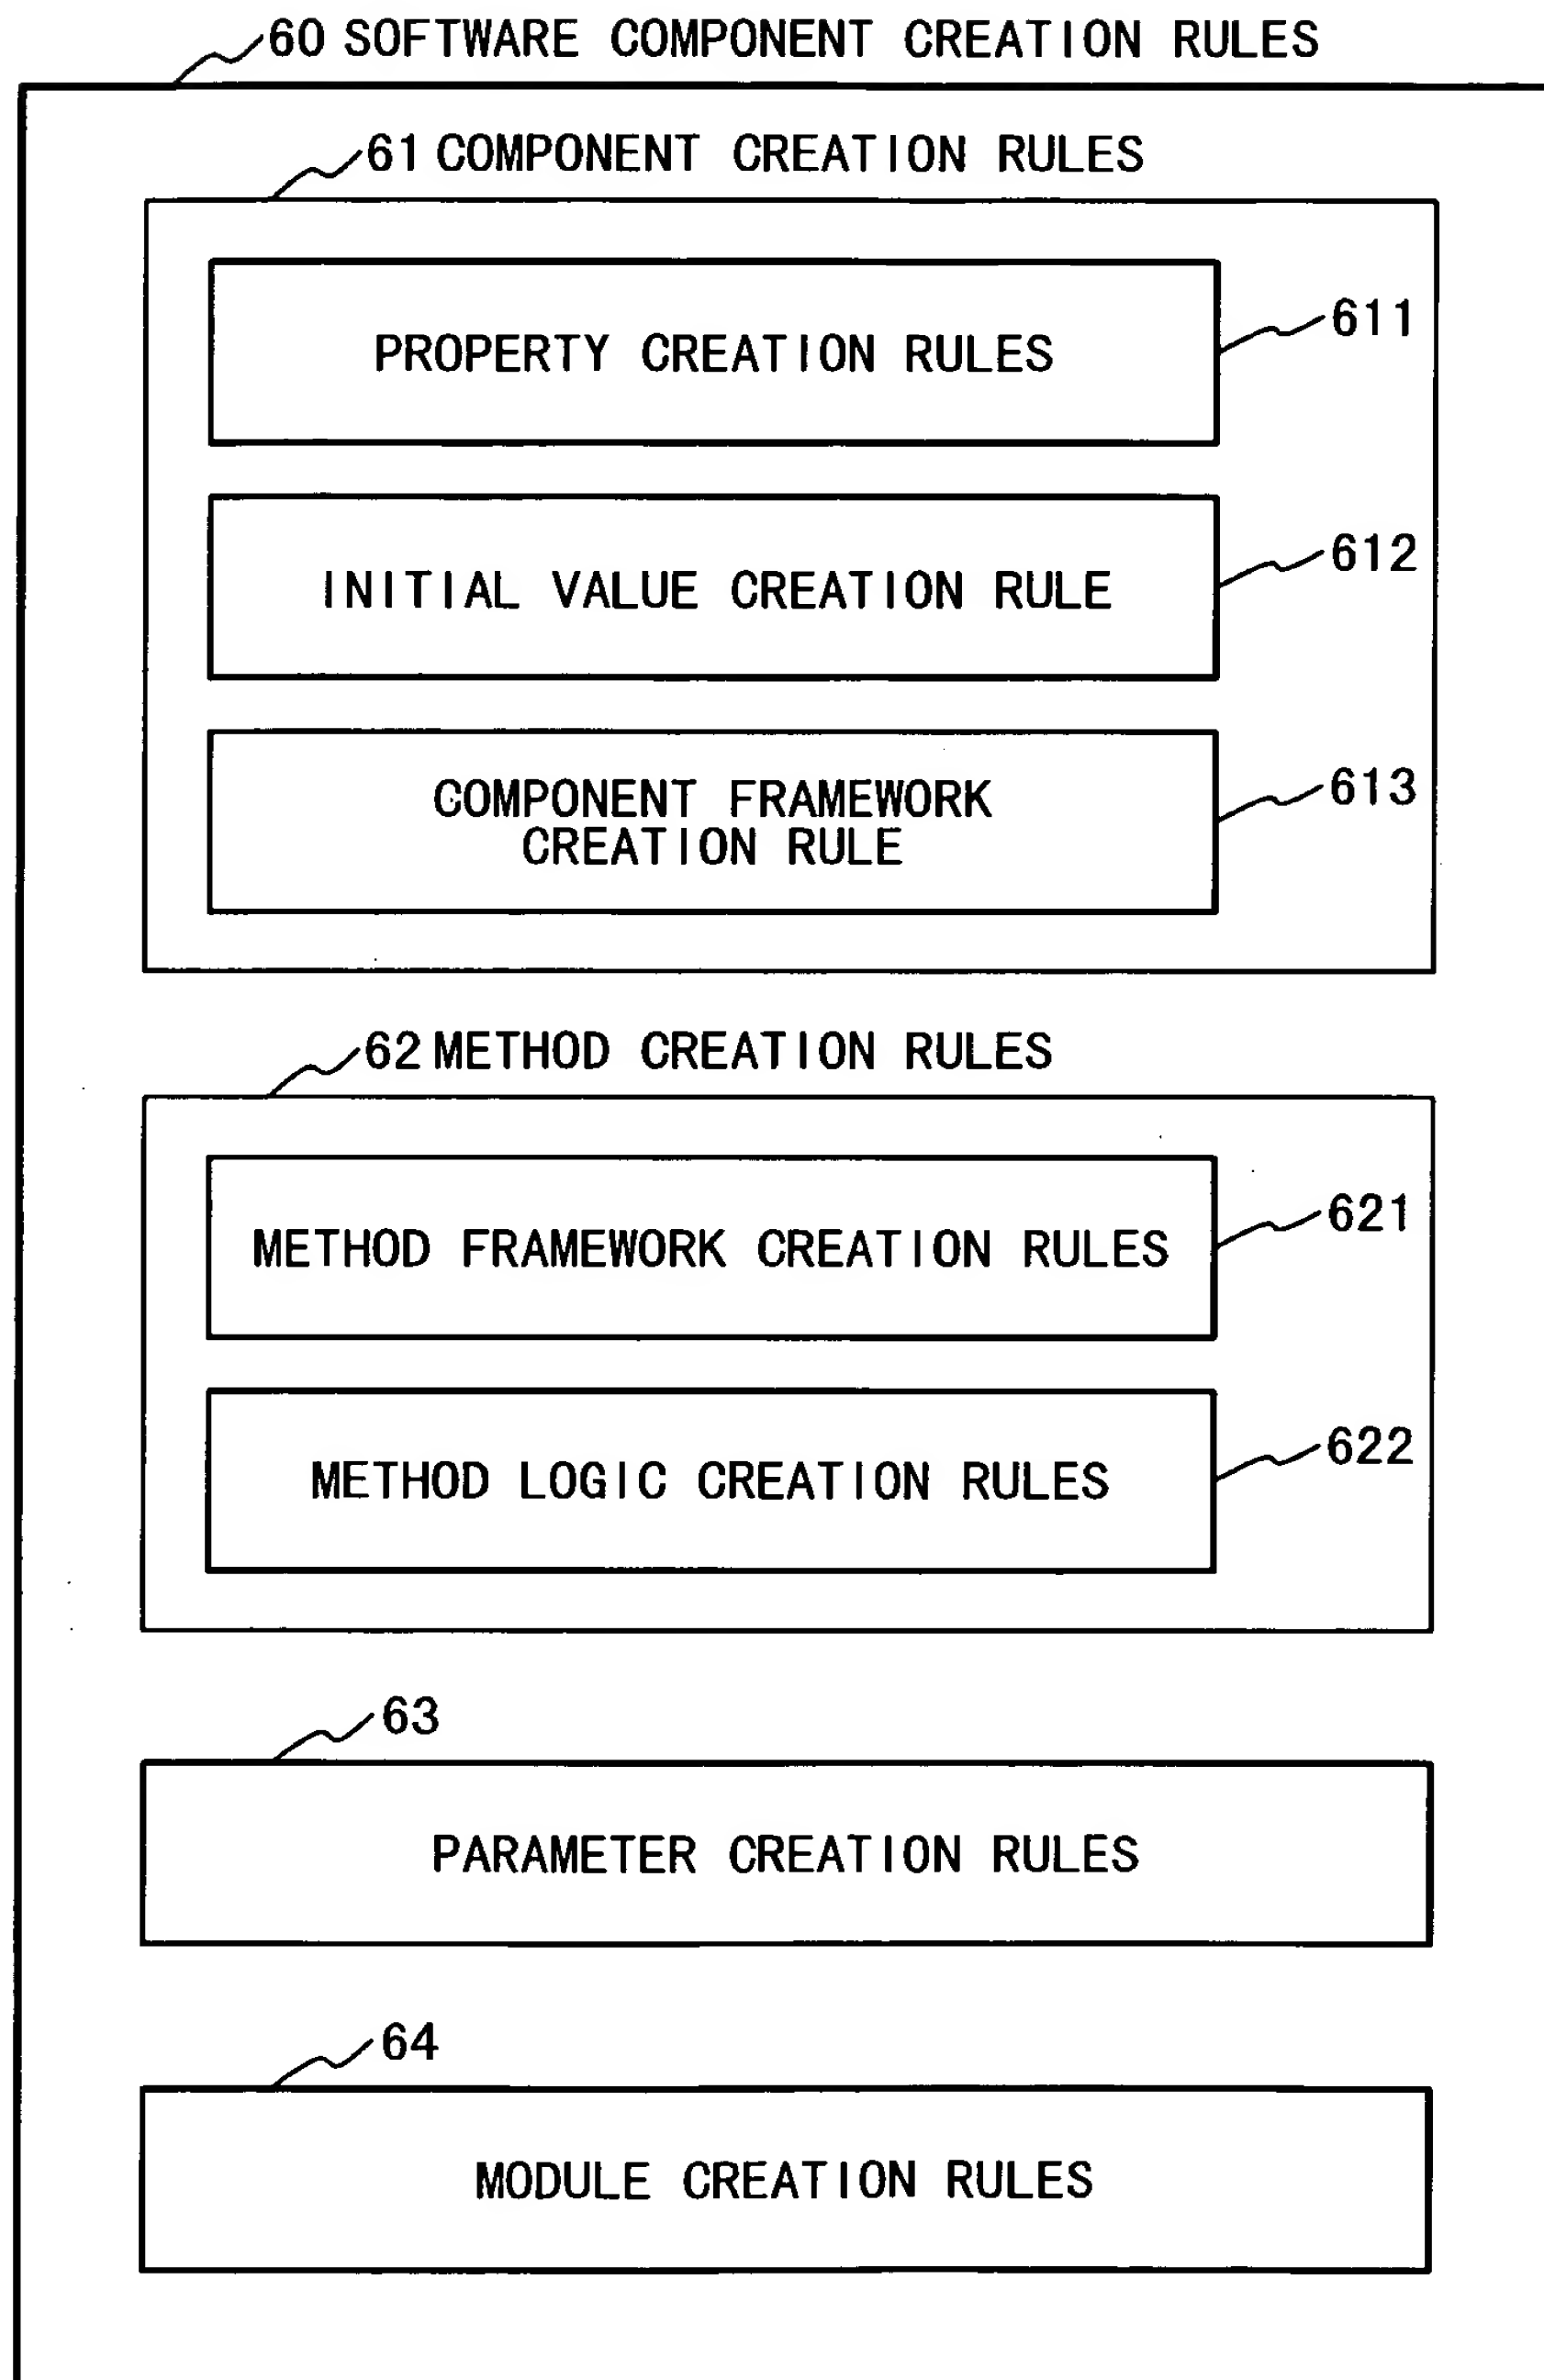 60 SOFTWARE COMPONENT CREATION RULES
61 COMPONENT CREATION RULES
PROPERTY CREATION RULES
611
INITIAL VALUE CREATION RULE
612
COMPONENT FRAMEWORK
CREATION RULE
613
62 METHOD CREATION RULES
METHOD FRAMEWORK CREATION RULES
621
METHOD LOGIC CREATION RULES
622
63
PARAMETER CREATION RULES
64
MODULE CREATION RULES